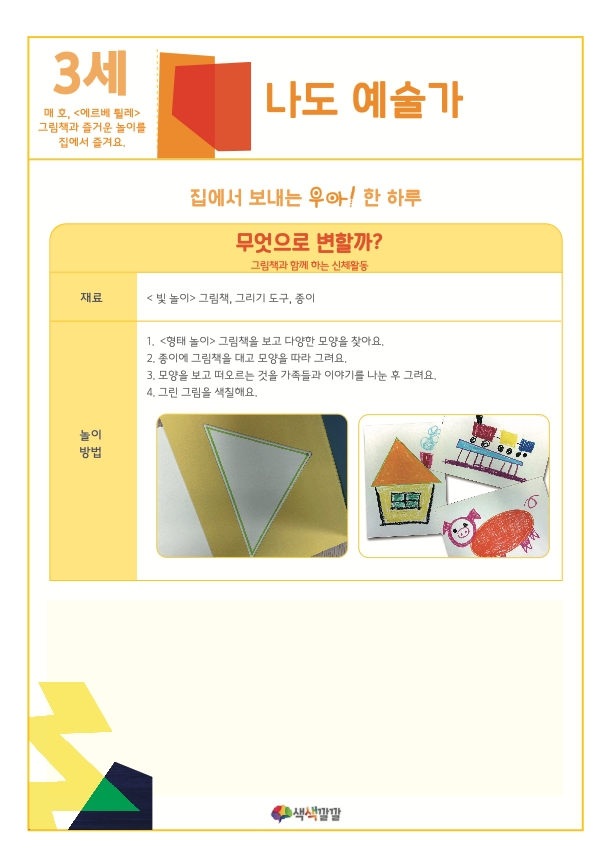 3세
매 호, <에르베 튈레>
그림책과 즐거운 놀이를
집에서 즐겨요.
나도 예술가
집에서 보내는 우아! 한 하루
무엇으로 변할까?
그림책과 함께 하는 신체활동
재료
< 빛 놀이> 그림책, 그리기 도구, 종이
놀이
방법
1. <형태 놀이> 그림책을 보고 다양한 모양을 찾아요.
2. 종이에 그림책을 대고 모양을 따라 그려요.
3. 모양을 보고 떠오르는 것을 가족들과 이야기를 나눈 후 그려요.
4. 그린 그림을 색칠해요.
색색깔깔